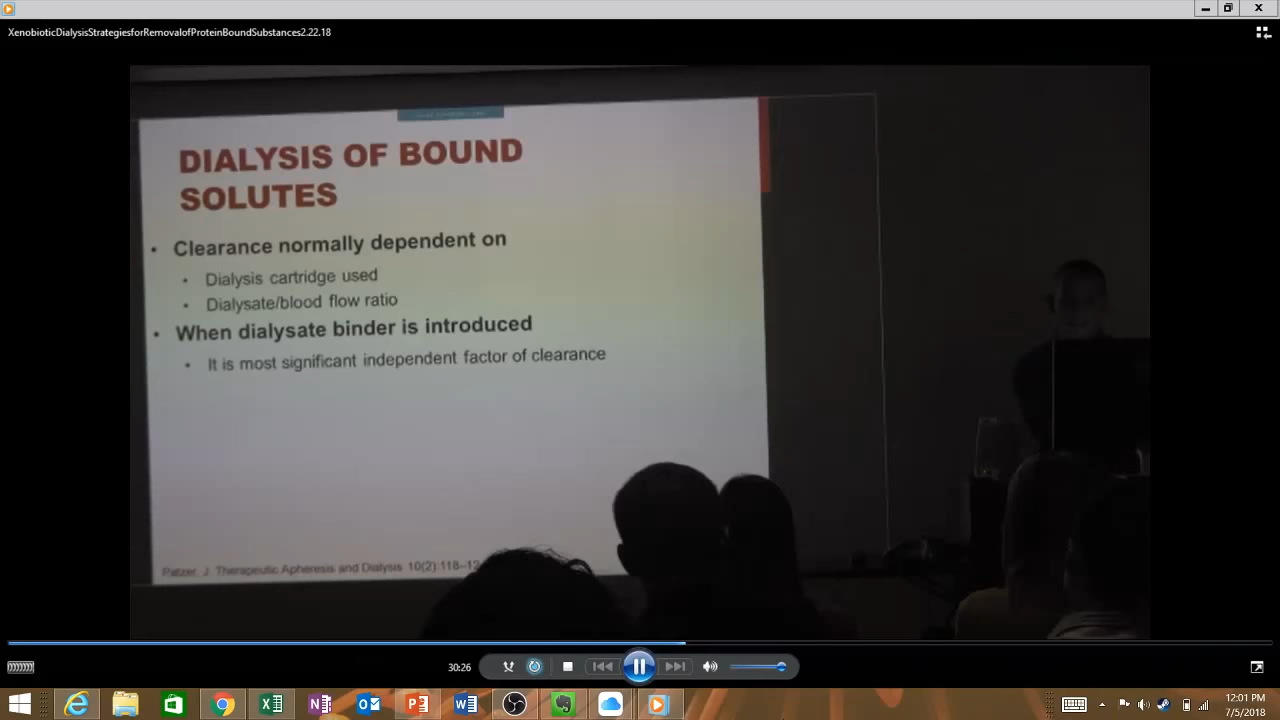 XenobioticDialysisStrategiesforRemovalofProteinBoundSubstances2.22.18
DIALYSIS OF BOUND
SOLUTES
• Clearance normally dependent on
• Dialysis cartridge used
• Dialysate/blood flow ratio
• When dialysate binder is introduced
• It is most significant independent factor of clearance
Patzer, J. Therapeutic Apheresis and Dialysis 10(2):118–12
30:26
12:01 PM
7/5/2018